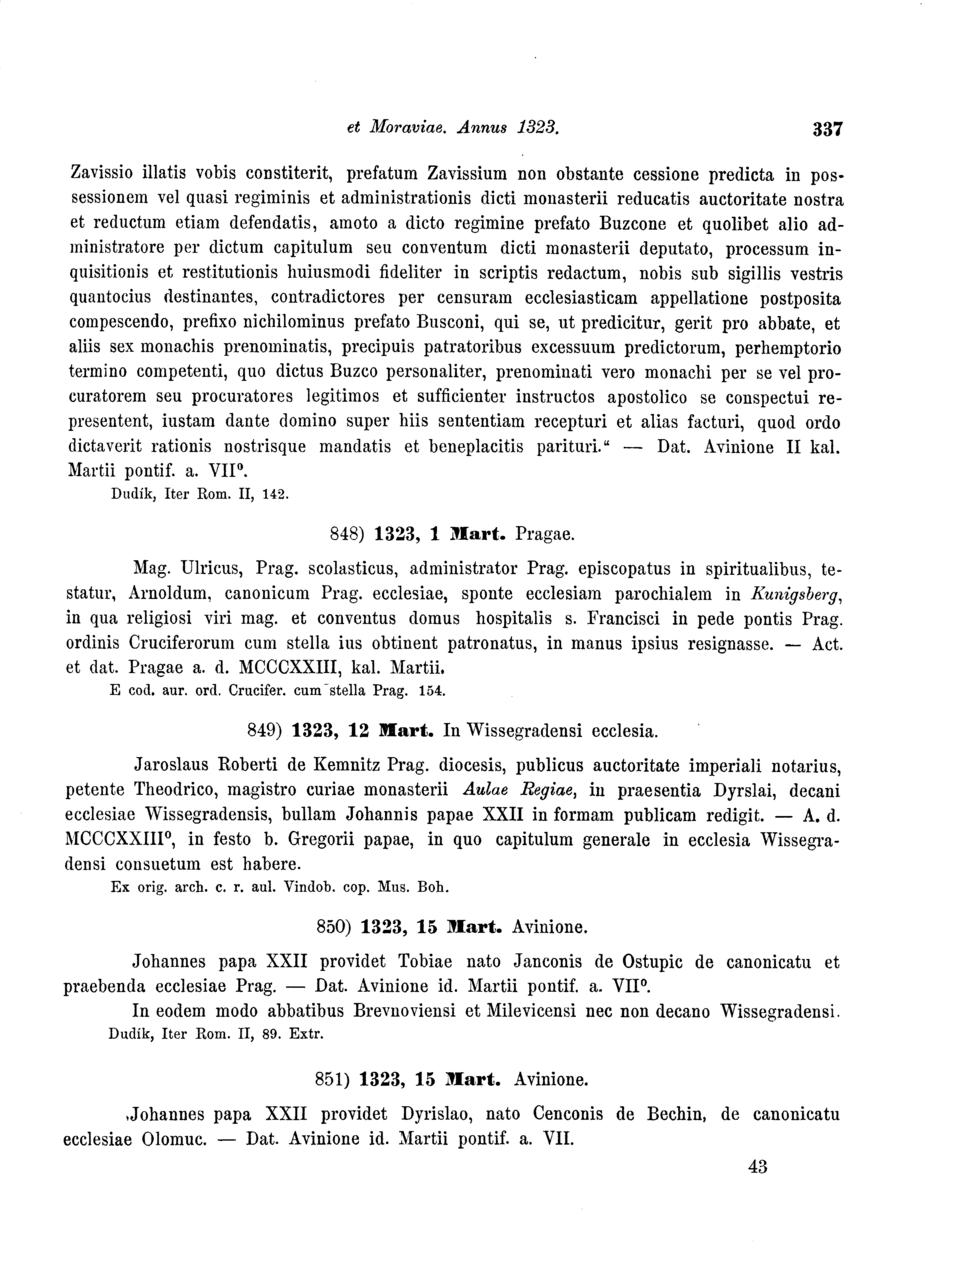 et Moraviae. Annus 1323. 337
Zavissio illatis vobis constiterit, prefatum Zavissium non obstante cessione predicta in pos-
sessionem vel quasi regiminis et administrationis dicti monasterii reducatis auctoritate nostra
et reductum etiam defendatis, amoto a dicto regimine prefato Buzcone et quolibet alio ad-
ministratore per dictum capitulum seu conventum dicti monasterii deputato, processum in-
quisitionis et restitutionis huiusmodi fideliter in scriptis redactum, nobis sub sigillis vestris
quantocius destinantes, contradictores per censuram ecclesiasticam appellatione postposita
compescendo, prefixo nichilominus prefato Busconi, qui se, ut predicitur, gerit pro abbate, et
aliis sex monachis prenominatis, precipuis patratoribus excessuum predictorum, perhemptorio
termino competenti, quo dictus Buzco personaliter, prenominati vero monachi per se vel pro-
curatorem seu procuratores legitimos et sufficienter instructos apostolico se conspectui re-
presentent, iustam dante domino super hiis sententiam recepturi et alias facturi, quod ordo
dictaverit rationis nostrisque mandatis et beneplacitis parituri.“ — Dat. Avinione II kal.
Martii pontif. a. VII⁰.
Dudík, Iter Rom. II, 142.
848) 1323, 1 Mart. Pragae.
Mag. Ulricus, Prag. scolasticus, administrator Prag. episcopatus in spiritualibus, te-
statur, Arnoldum, canonicum Prag. ecclesiae, sponte ecclesiam parochialem in Kunigsberg,
in qua religiosi viri mag. et conventus domus hospitalis s. Francisci in pede pontis Prag.
ordinis Cruciferorum cum stella ius obtinent patronatus, in manus ipsius resignasse. — Act.
et dat. Pragae a. d. MCCCXXIII, kal. Martii.
E cod. aur. ord. Crucifer. cum stella Prag. 154.
849) 1323, 12 Mart. In Wissegradensi ecclesia.
Jaroslaus Roberti de Kemnitz Prag. diocesis, publicus auctoritate imperiali notarius,
petente Theodrico, magistro curiae monasterii Aulae Regiae, in praesentia Dyrslai, decani
ecclesiae Wissegradensis, bullam Johannis papae XXII in formam publicam redigit. — A. d.
MCCCXXIII⁰, in festo b. Gregorii papae, in quo capitulum generale in ecclesia Wissegra-
densi consuetum est habere.
Ex orig. arch. c. r. aul. Vindob. cop. Mus. Boh.
850) 1323, 15 Mart. Avinione.
Johannes papa XXII providet Tobiae nato Janconis de Ostupic de canonicatu et
praebenda ecclesiae Prag. — Dat. Avinione id. Martii pontif. a. VII⁰.
In eodem modo abbatibus Brevnoviensi et Milevicensi nec non decano Wissegradensi.
Dudík, Iter Rom. II, 89. Extr.
851) 1323, 15 Mart. Avinione.
Johannes papa XXII providet Dyrislao, nato Cenconis de Bechin, de canonicatu
ecclesiae Olomuc. — Dat. Avinione id. Martii pontif. a. VII.
43